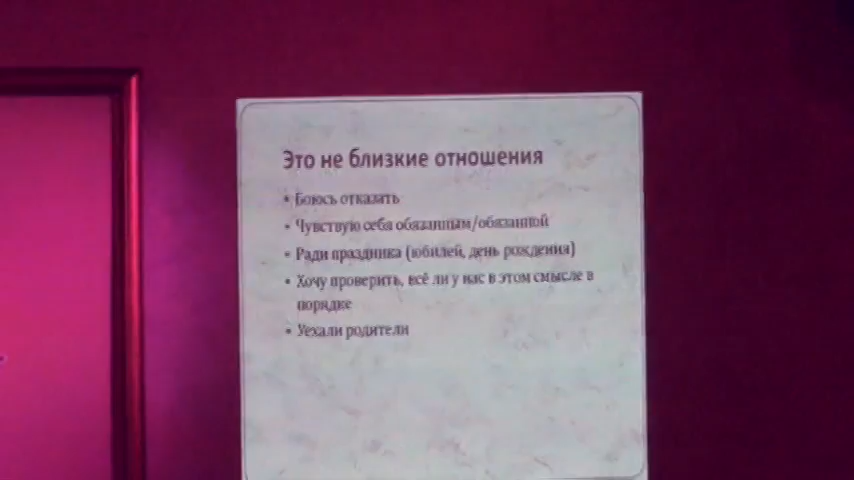 Это не близкие отношения
• Боюсь отказать
• Чувствую себя обязанным/обязанной
• Ради праздника (юбилей, день рождения)
• Хочу проверить, всё ли у нас в этом смысле в
порядке
• Уехали родители